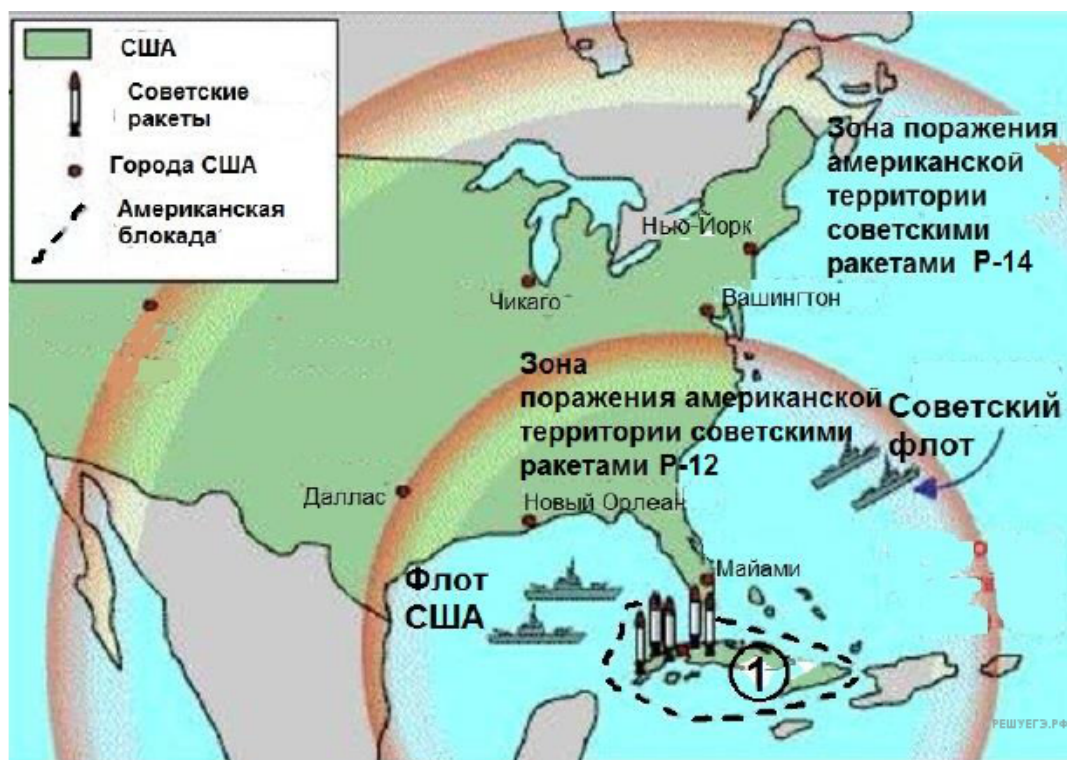 США
Советские
ракеты
Города США
Американская
блокада
Зона поражения
американской
территории
советскими
ракетами Р-14
Нью-Йорк
Чикаго
Вашингтон
Зона
поражения американской
территории советскими
ракетами Р-12
Советский
флот
Даллас
Новый Орлеан
Майами
Флот
США
1
РЕШУЕГЭ.РФ